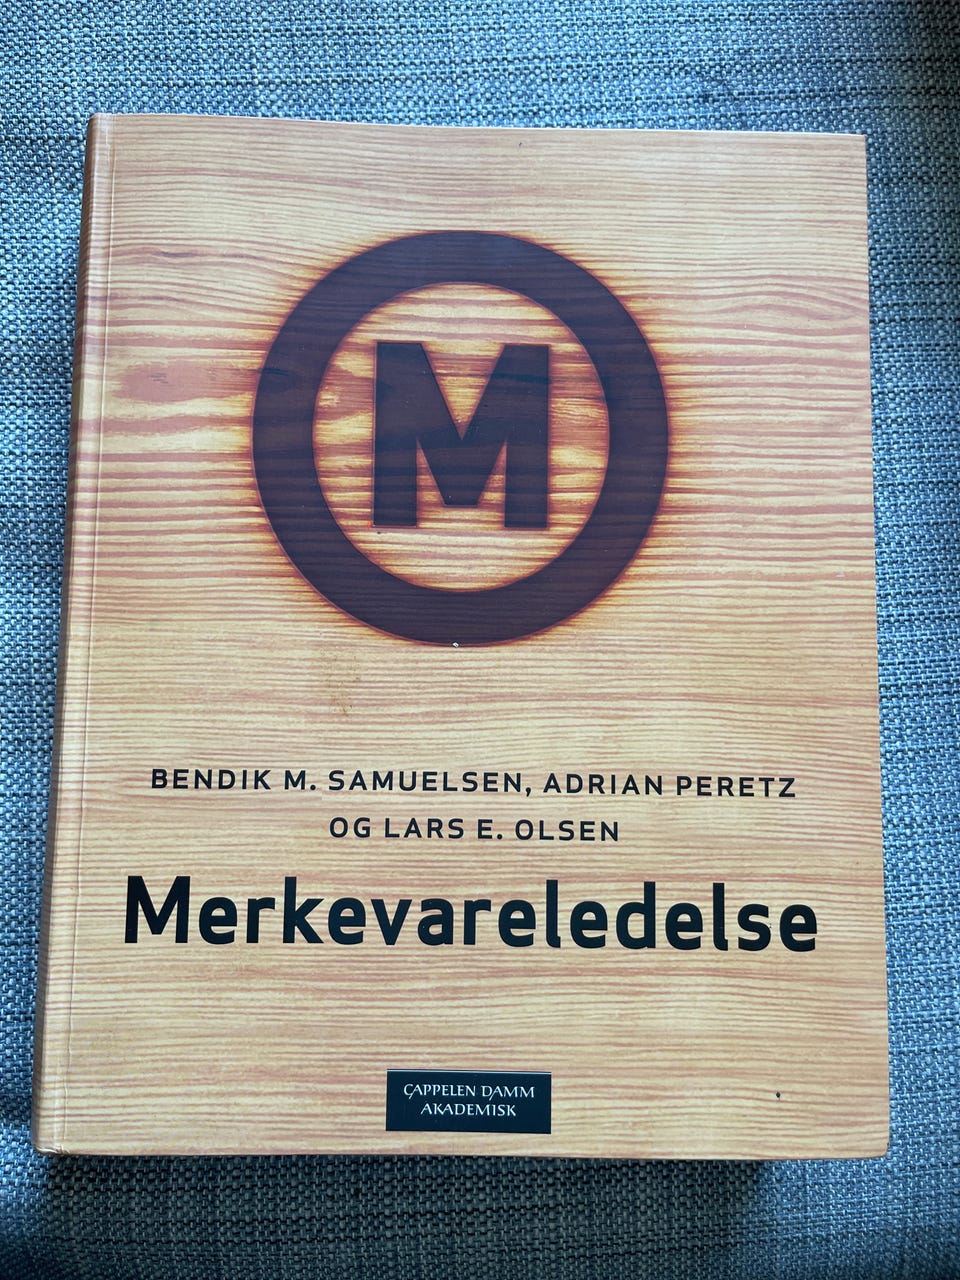 M
BENDIK M. SAMUELSEN, ADRIAN PERETZ
OG LARS E. OLSEN
Merkevareledelse
CAPPELEN DAMM
AKADEMISK